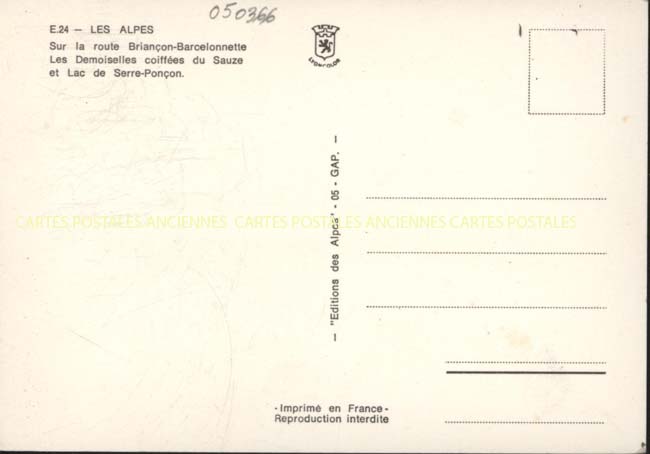 050366
E.24 — LES ALPES
Sur la route Briançon-Barcelonnette
Les Demoiselles coiffées du Sauze
et Lac de Serre-Ponçon.
LYONCOLOR
— "Editions des Alpes" - 05 - GAP. —
CARTES POSTALES ANCIENNES CARTES POSTALES ANCIENNES CARTES POSTALES
- Imprimé en France -
Reproduction interdite